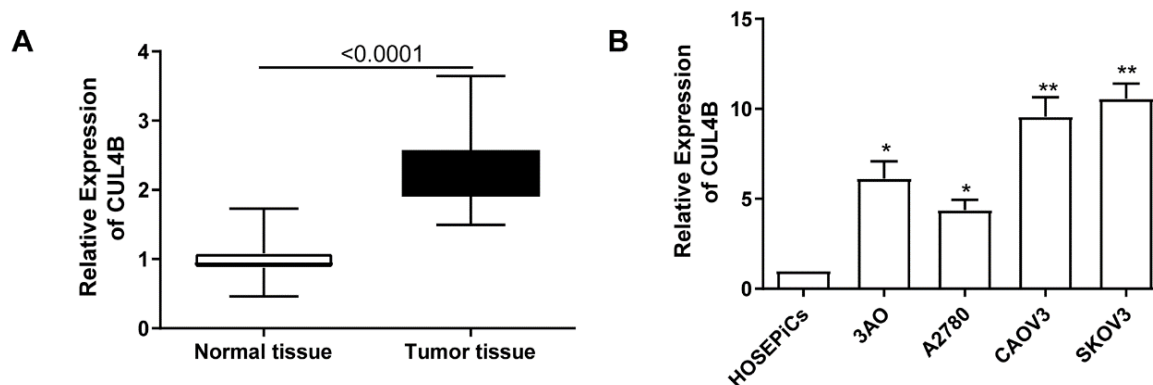 A
Relative Expression
of CUL4B
4
3
2
1
0
<0.0001
Normal tissue
Tumor tissue
B
Relative Expression
of CUL4B
15
10
5
0
*
*
**
**
HOSEPiCs
3AO
A2780
CAOV3
SKOV3